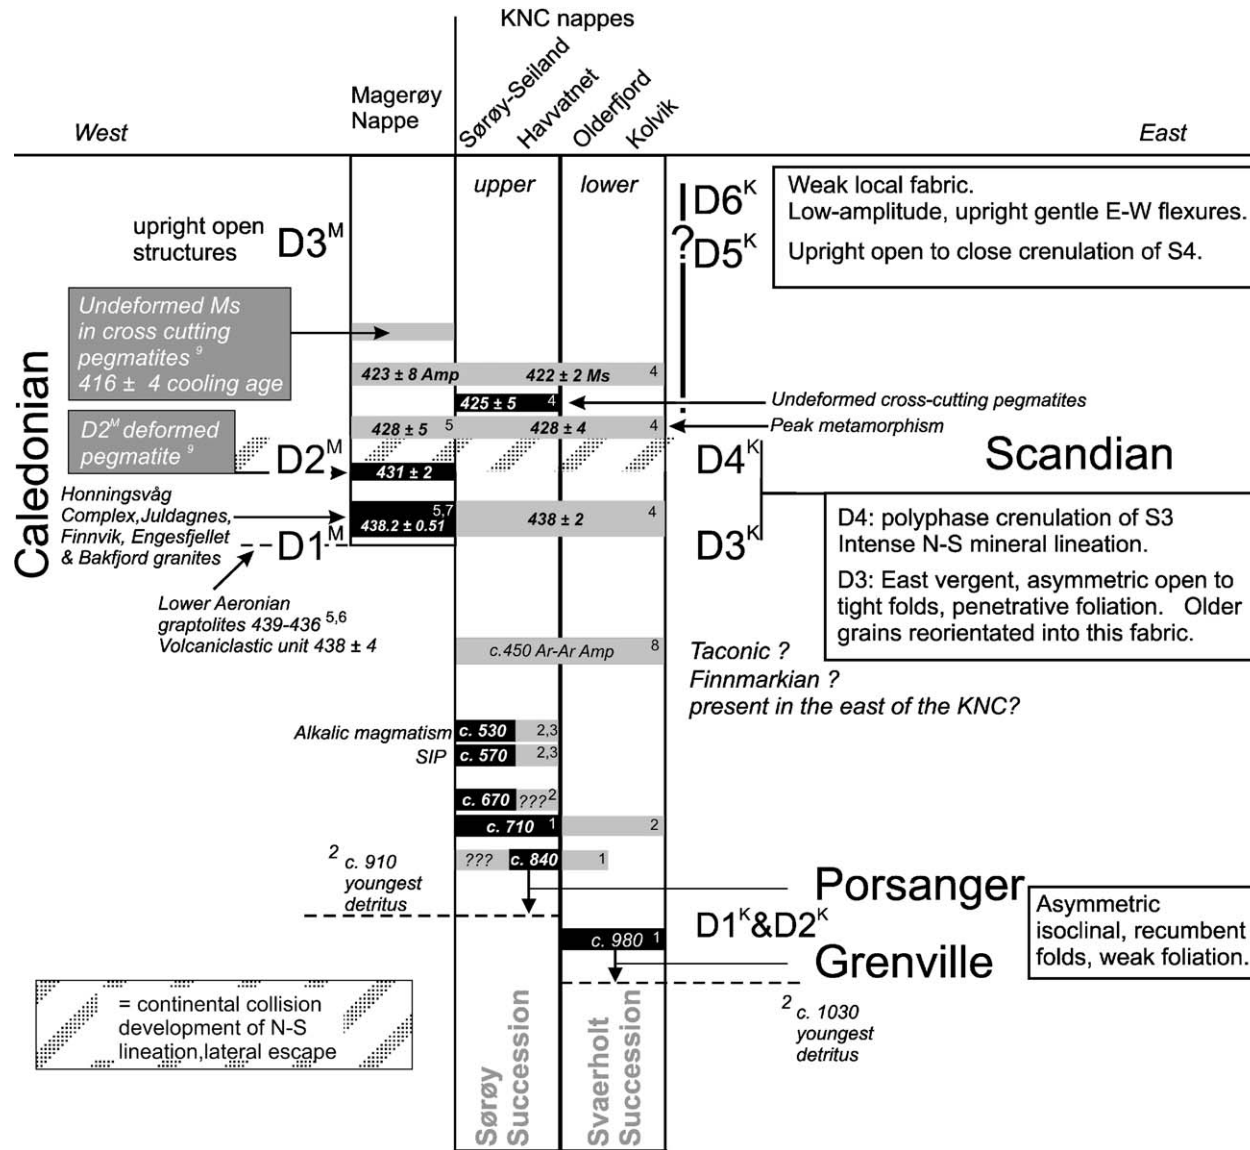 KNC nappes
Magerøy
Nappe
Sørøy-Seiland
Havvatnet
Olderfjord
Kolvik
West
East
upper
lower
upright open
structures
D3ᴹ
D6ᴷ
?
D5ᴷ
Weak local fabric.
Low-amplitude, upright gentle E-W flexures.
Upright open to close crenulation of S4.
Undeformed Ms
in cross cutting
pegmatites ⁹
416 ± 4 cooling age
423 ± 8 Amp
422 ± 2 Ms 4
425 ± 5 4
Undeformed cross-cutting pegmatites
428 ± 5 5
428 ± 4 4
Peak metamorphism
D2ᴹ deformed
pegmatite ⁹
D2ᴹ
431 ± 2
D4ᴷ
Scandian
Caledonian
Honningsvåg
Complex,Juldagnes,
Finnvik, Engesfjellet
& Bakfjord granites
D1ᴹ
5,7
438.2 ± 0.51
438 ± 2 4
D3ᴷ
D4: polyphase crenulation of S3
Intense N-S mineral lineation.
D3: East vergent, asymmetric open to
tight folds, penetrative foliation. Older
grains reorientated into this fabric.
Lower Aeronian
graptolites 439-436 ⁵,⁶
Volcaniclastic unit 438 ± 4
c.450 Ar-Ar Amp 8
Taconic ?
Finnmarkian ?
present in the east of the KNC?
Alkalic magmatism
c. 530 2,3
SIP
c. 570 2,3
c. 670 ???²
c. 710 1
2
??? c. 840 1
² c. 910
youngest
detritus
Porsanger
D1ᴷ&D2ᴷ
c. 980 1
Grenville
Asymmetric
isoclinal, recumbent
folds, weak foliation.
² c. 1030
youngest
detritus
= continental collision
development of N-S
lineation,lateral escape
Sørøy
Succession
Svaerholt
Succession